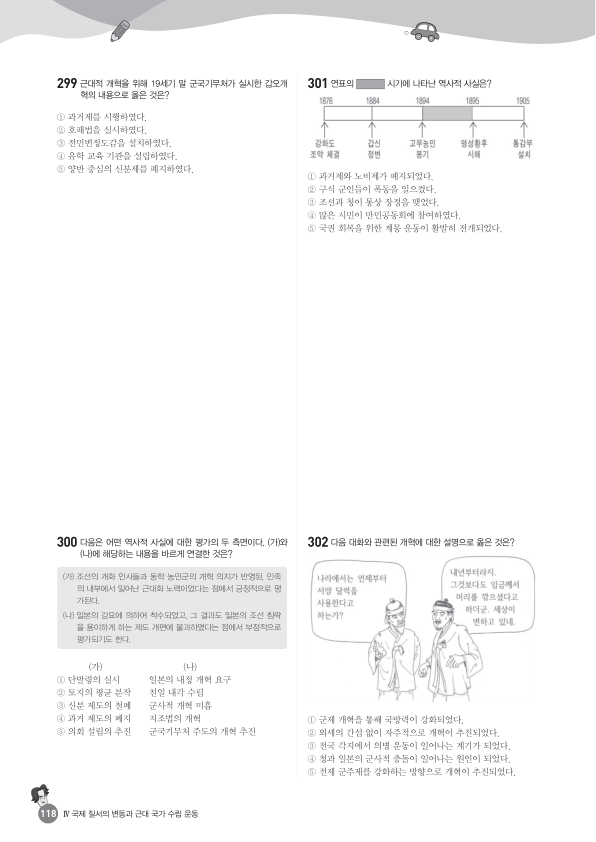 299 근대적 개혁을 위해 19세기 말 군국기무처가 실시한 갑오개
혁의 내용으로 옳은 것은?
① 과거제를 시행하였다.
② 호패법을 실시하였다.
③ 전민변정도감을 설치하였다.
④ 유학 교육 기관을 설립하였다.
⑤ 양반 중심의 신분제를 폐지하였다.
300 다음은 어떤 역사적 사실에 대한 평가의 두 측면이다. (가)와
(나)에 해당하는 내용을 바르게 연결한 것은?
(가) 조선의 개화 인사들과 동학 농민군의 개혁 의지가 반영된, 민족
의 내부에서 일어난 근대화 노력이었다는 점에서 긍정적으로 평
가된다.
(나) 일본의 강요에 의하여 착수되었고, 그 결과도 일본의 조선 침략
을 용이하게 하는 제도 개편에 불과하였다는 점에서 부정적으로
평가되기도 한다.
(가) (나)
① 단발령의 실시 일본의 내정 개혁 요구
② 토지의 평균 분작 친일 내각 수립
③ 신분 제도의 철폐 군사적 개혁 미흡
④ 과거 제도의 폐지 지조법의 개혁
⑤ 의회 설립의 추진 군국기무처 주도의 개혁 추진
301 연표의 시기에 나타난 역사적 사실은?
1876 1884 1894 1895 1905
강화도 갑신 고부농민 명성황후 통감부
조약 체결 정변 봉기 시해 설치
① 과거제와 노비제가 폐지되었다.
② 구식 군인들이 폭동을 일으켰다.
③ 조선과 청이 통상 장정을 맺었다.
④ 많은 시민이 만민공동회에 참여하였다.
⑤ 국권 회복을 위한 계몽 운동이 활발히 전개되었다.
302 다음 대화와 관련된 개혁에 대한 설명으로 옳은 것은?
나라에서는 언제부터
서양 달력을
사용한다고
하는가?
내년부터라지.
그것보다도 임금께서
머리를 깎으셨다고
하더군. 세상이
변하고 있네.
① 군제 개혁을 통해 국방력이 강화되었다.
② 외세의 간섭 없이 자주적으로 개혁이 추진되었다.
③ 전국 각지에서 의병 운동이 일어나는 계기가 되었다.
④ 청과 일본의 군사적 충돌이 일어나는 원인이 되었다.
⑤ 전제 군주제를 강화하는 방향으로 개혁이 추진되었다.
118 Ⅳ 국제 질서의 변동과 근대 국가 수립 운동